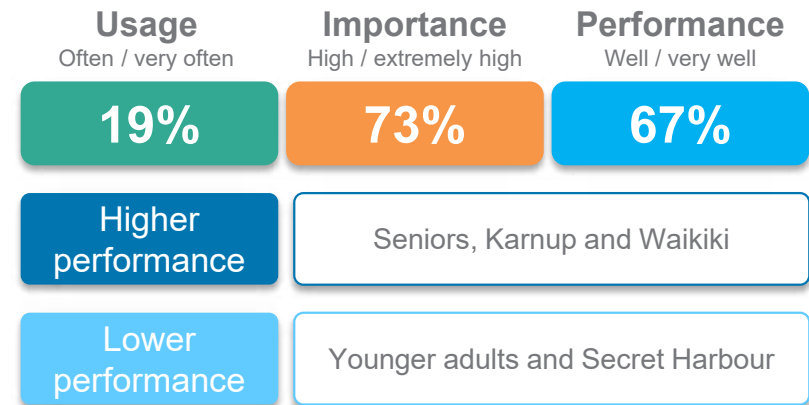 Usage
Often / very often
Importance
High / extremely high
Performance
Well / very well
19%
73%
67%
Higher
performance
Seniors, Karnup and Waikiki
Lower
performance
Younger adults and Secret Harbour